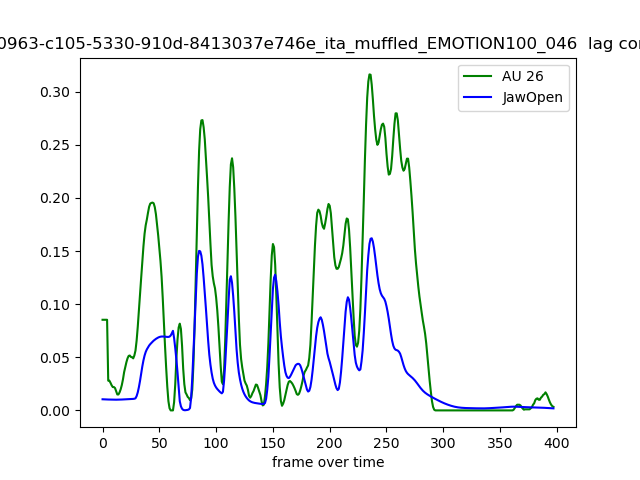 0963-c105-5330-910d-8413037e746e_ita_muffled_EMOTION100_046 lag
AU 26
JawOpen
0.30
0.25
0.20
0.15
0.10
0.05
0.00
0 50 100 150 200 250 300 350 400
frame over time